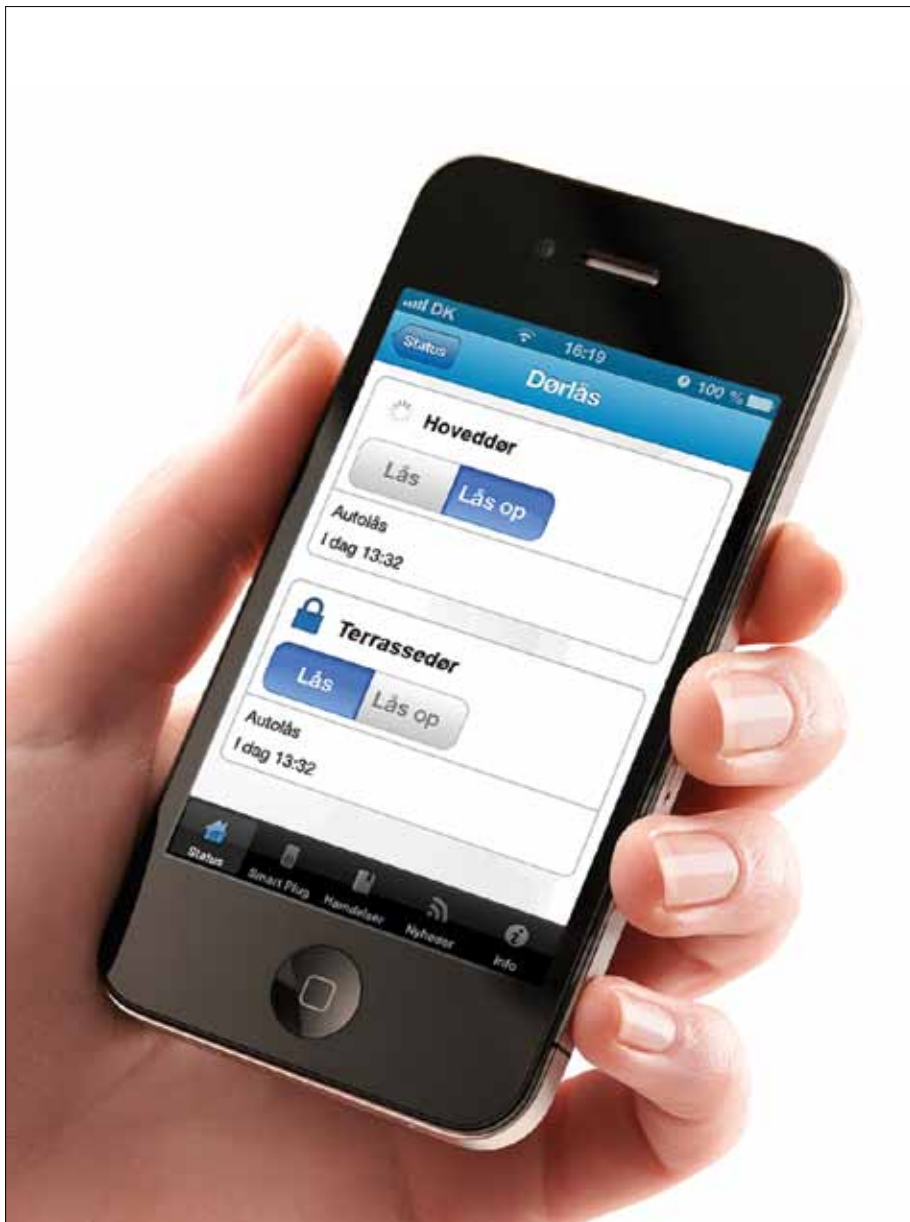 DK
16:19
100 %
Status
Dørlås
Hoveddør
Lås
Lås op
Autolås
I dag 13:32
Terrassedør
Lås
Lås op
Autolås
I dag 13:32
Status
Smart Plug
Hændelser
Nyheder
Info